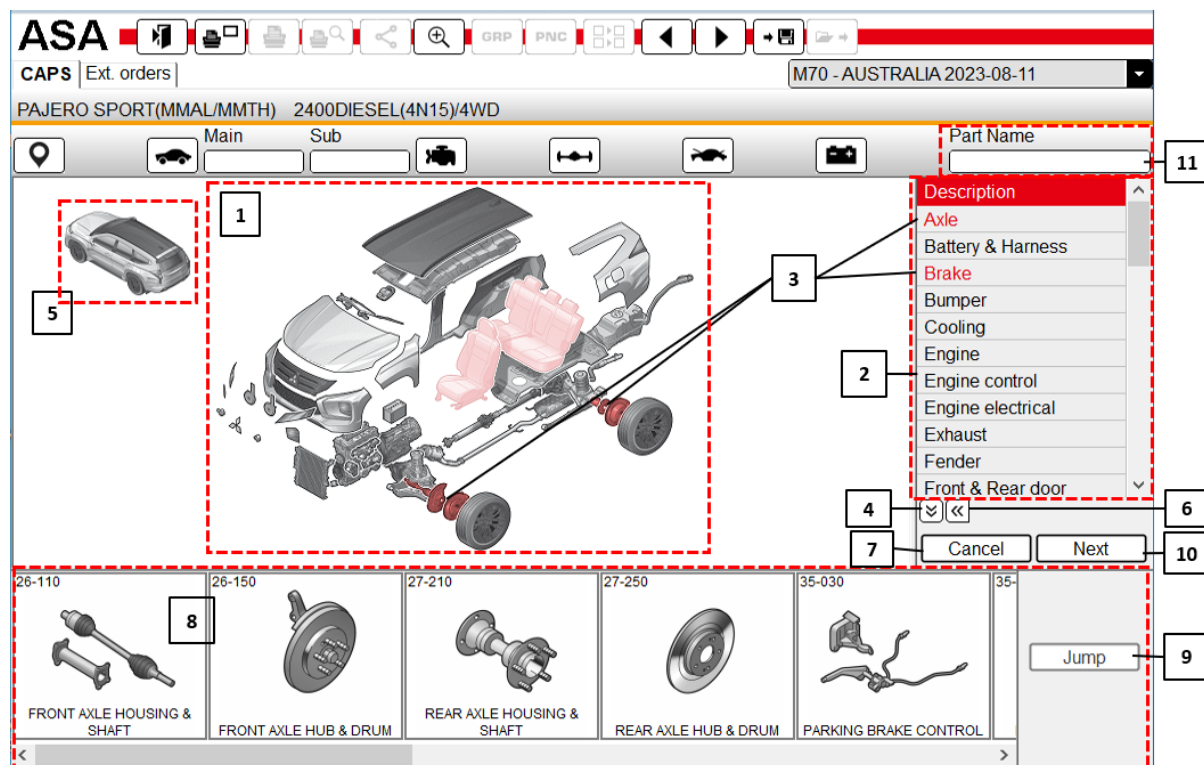 ASA
GRP PNC
CAPS Ext. orders M70 - AUSTRALIA 2023-08-11
PAJERO SPORT(MMAL/MMTH) 2400DIESEL(4N15)/4WD
Main Sub Part Name
11
Description
1
Axle
Battery & Harness
3
Brake
5
Bumper
Cooling
Engine
2
Engine control
Engine electrical
Exhaust
Fender
Front & Rear door
4 6
7 Cancel Next 10
26-110 26-150 27-210 27-250 35-030 35-
8
Jump 9
FRONT AXLE HOUSING & SHAFT
FRONT AXLE HUB & DRUM
REAR AXLE HOUSING & SHAFT
REAR AXLE HUB & DRUM
PARKING BRAKE CONTROL